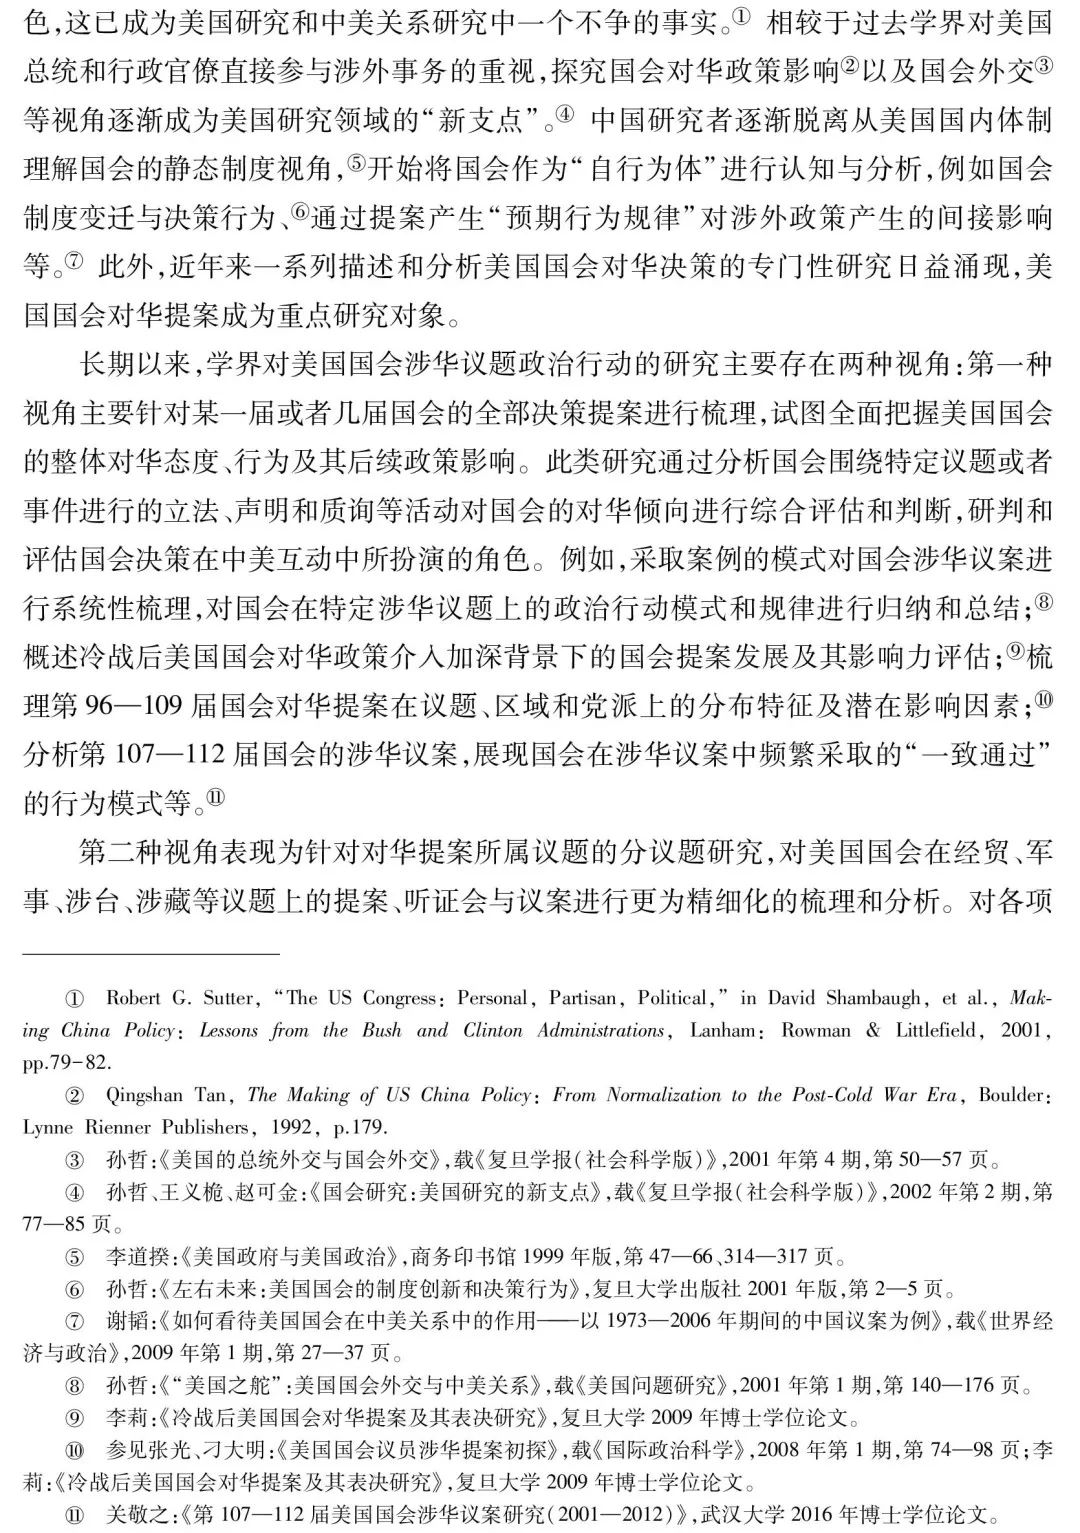 色,这已成为美国研究和中美关系研究中一个不争的事实。① 相较于过去学界对美国
总统和行政官僚直接参与涉外事务的重视,探究国会对华政策影响②以及国会外交③
等视角逐渐成为美国研究领域的“新支点”。④ 中国研究者逐渐脱离从美国国内体制
理解国会的静态制度视角,⑤开始将国会作为“自行为体”进行认知与分析,例如国会
制度变迁与决策行为、⑥通过提案产生“预期行为规律”对涉外政策产生的间接影响
等。⑦ 此外,近年来一系列描述和分析美国国会对华决策的专门性研究日益涌现,美
国国会对华提案成为重点研究对象。
长期以来,学界对美国国会涉华议题政治行动的研究主要存在两种视角:第一种
视角主要针对某一届或者几届国会的全部决策提案进行梳理,试图全面把握美国国会
的整体对华态度、行为及其后续政策影响。此类研究通过分析国会围绕特定议题或者
事件进行的立法、声明和质询等活动对国会的对华倾向进行综合评估和判断,研判和
评估国会决策在中美互动中所扮演的角色。例如,采取案例的模式对国会涉华议案进
行系统性梳理,对国会在特定涉华议题上的政治行动模式和规律进行归纳和总结;⑧
概述冷战后美国国会对华政策介入加深背景下的国会提案发展及其影响力评估;⑨梳
理第 96—109 届国会对华提案在议题、区域和党派上的分布特征及潜在影响因素;⑩
分析第 107—112 届国会的涉华议案,展现国会在涉华议案中频繁采取的“一致通过”
的行为模式等。⑪
第二种视角表现为针对对华提案所属议题的分议题研究,对美国国会在经贸、军
事、涉台、涉藏等议题上的提案、听证会与议案进行更为精细化的梳理和分析。对各项
① Robert G. Sutter, “The US Congress: Personal, Partisan, Political,” in David Shambaugh, et al., Mak-
ing China Policy: Lessons from the Bush and Clinton Administrations, Lanham: Rowman & Littlefield, 2001,
pp.79-82.
② Qingshan Tan, The Making of US China Policy: From Normalization to the Post-Cold War Era, Boulder:
Lynne Rienner Publishers, 1992, p.179.
③ 孙哲:《美国的总统外交与国会外交》,载《复旦学报(社会科学版)》,2001 年第 4 期,第 50—57 页。
④ 孙哲、王义桅、赵可金:《国会研究:美国研究的新支点》,载《复旦学报(社会科学版)》,2002 年第 2 期,第
77—85 页。
⑤ 李道揆:《美国政府与美国政治》,商务印书馆 1999 年版,第 47—66、314—317 页。
⑥ 孙哲:《左右未来:美国国会的制度创新和决策行为》,复旦大学出版社 2001 年版,第 2—5 页。
⑦ 谢韬:《如何看待美国国会在中美关系中的作用——以 1973—2006 年期间的中国议案为例》,载《世界经
济与政治》,2009 年第 1 期,第 27—37 页。
⑧ 孙哲:《“美国之舵”:美国国会外交与中美关系》,载《美国问题研究》,2001 年第 1 期,第 140—176 页。
⑨ 李莉:《冷战后美国国会对华提案及其表决研究》,复旦大学 2009 年博士学位论文。
⑩ 参见张光、刁大明:《美国国会议员涉华提案初探》,载《国际政治科学》,2008 年第 1 期,第 74—98 页;李
莉:《冷战后美国国会对华提案及其表决研究》,复旦大学 2009 年博士学位论文。
⑪ 关敬之:《第 107—112 届美国国会涉华议案研究(2001—2012)》,武汉大学 2016 年博士学位论文。